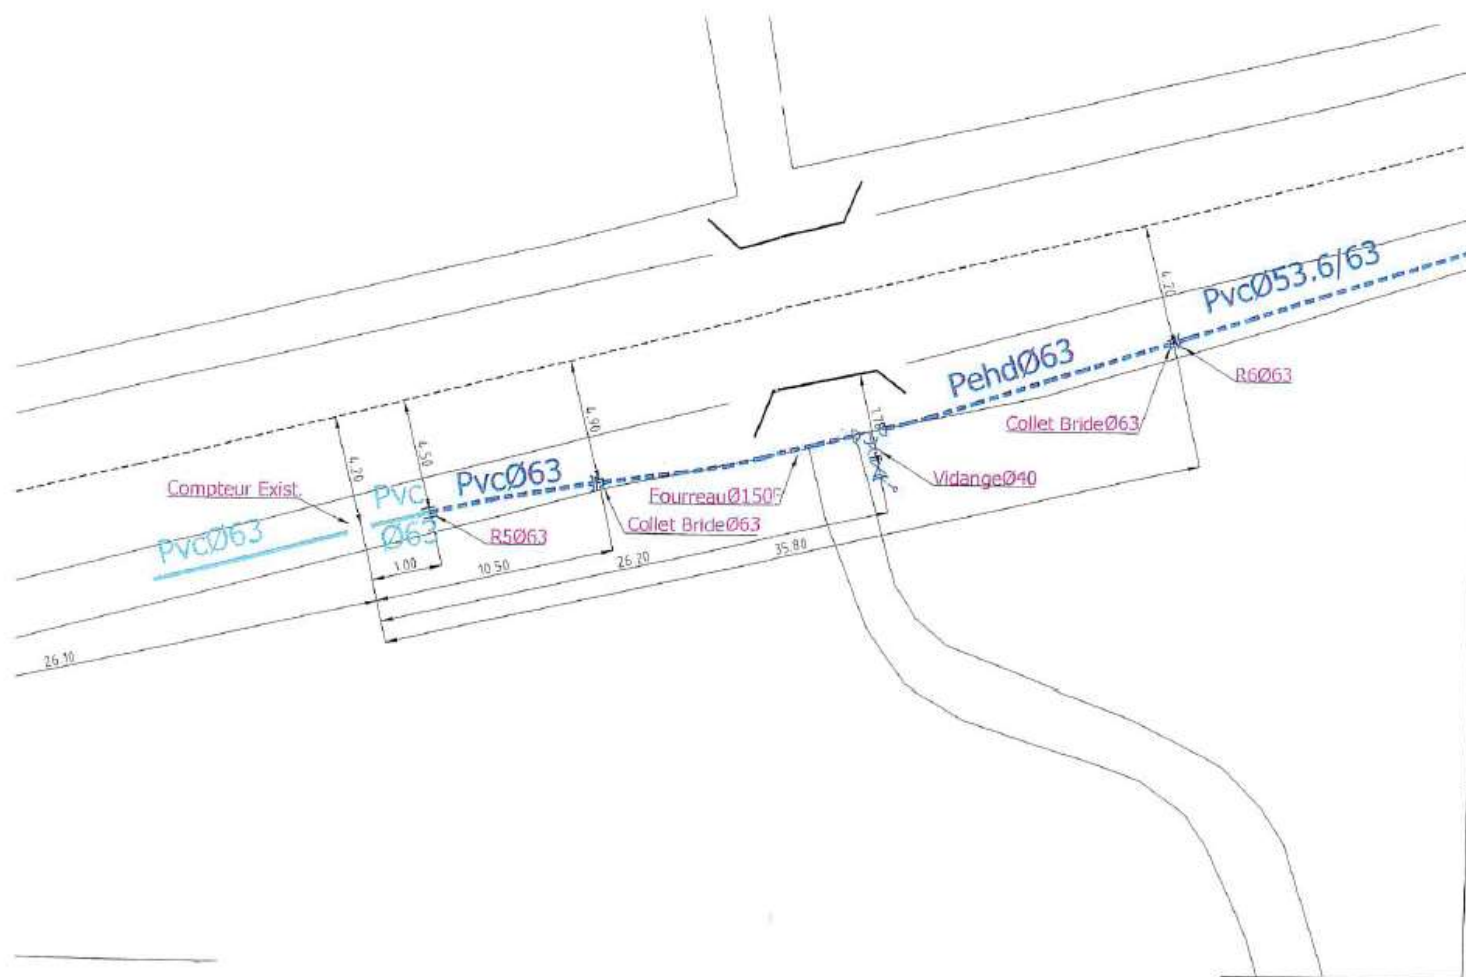 PvcØ53.6/63
4.20
PehdØ63
R6Ø63
Collet BrideØ63
4.90
4.50
4.20
1.78
PvcØ63
VidangeØ40
Compteur Exist.
Pvc
Ø63
FourreauØ150
Collet BrideØ63
R5Ø63
PvcØ63
1.00
10.50
26.20
35.80
26.10